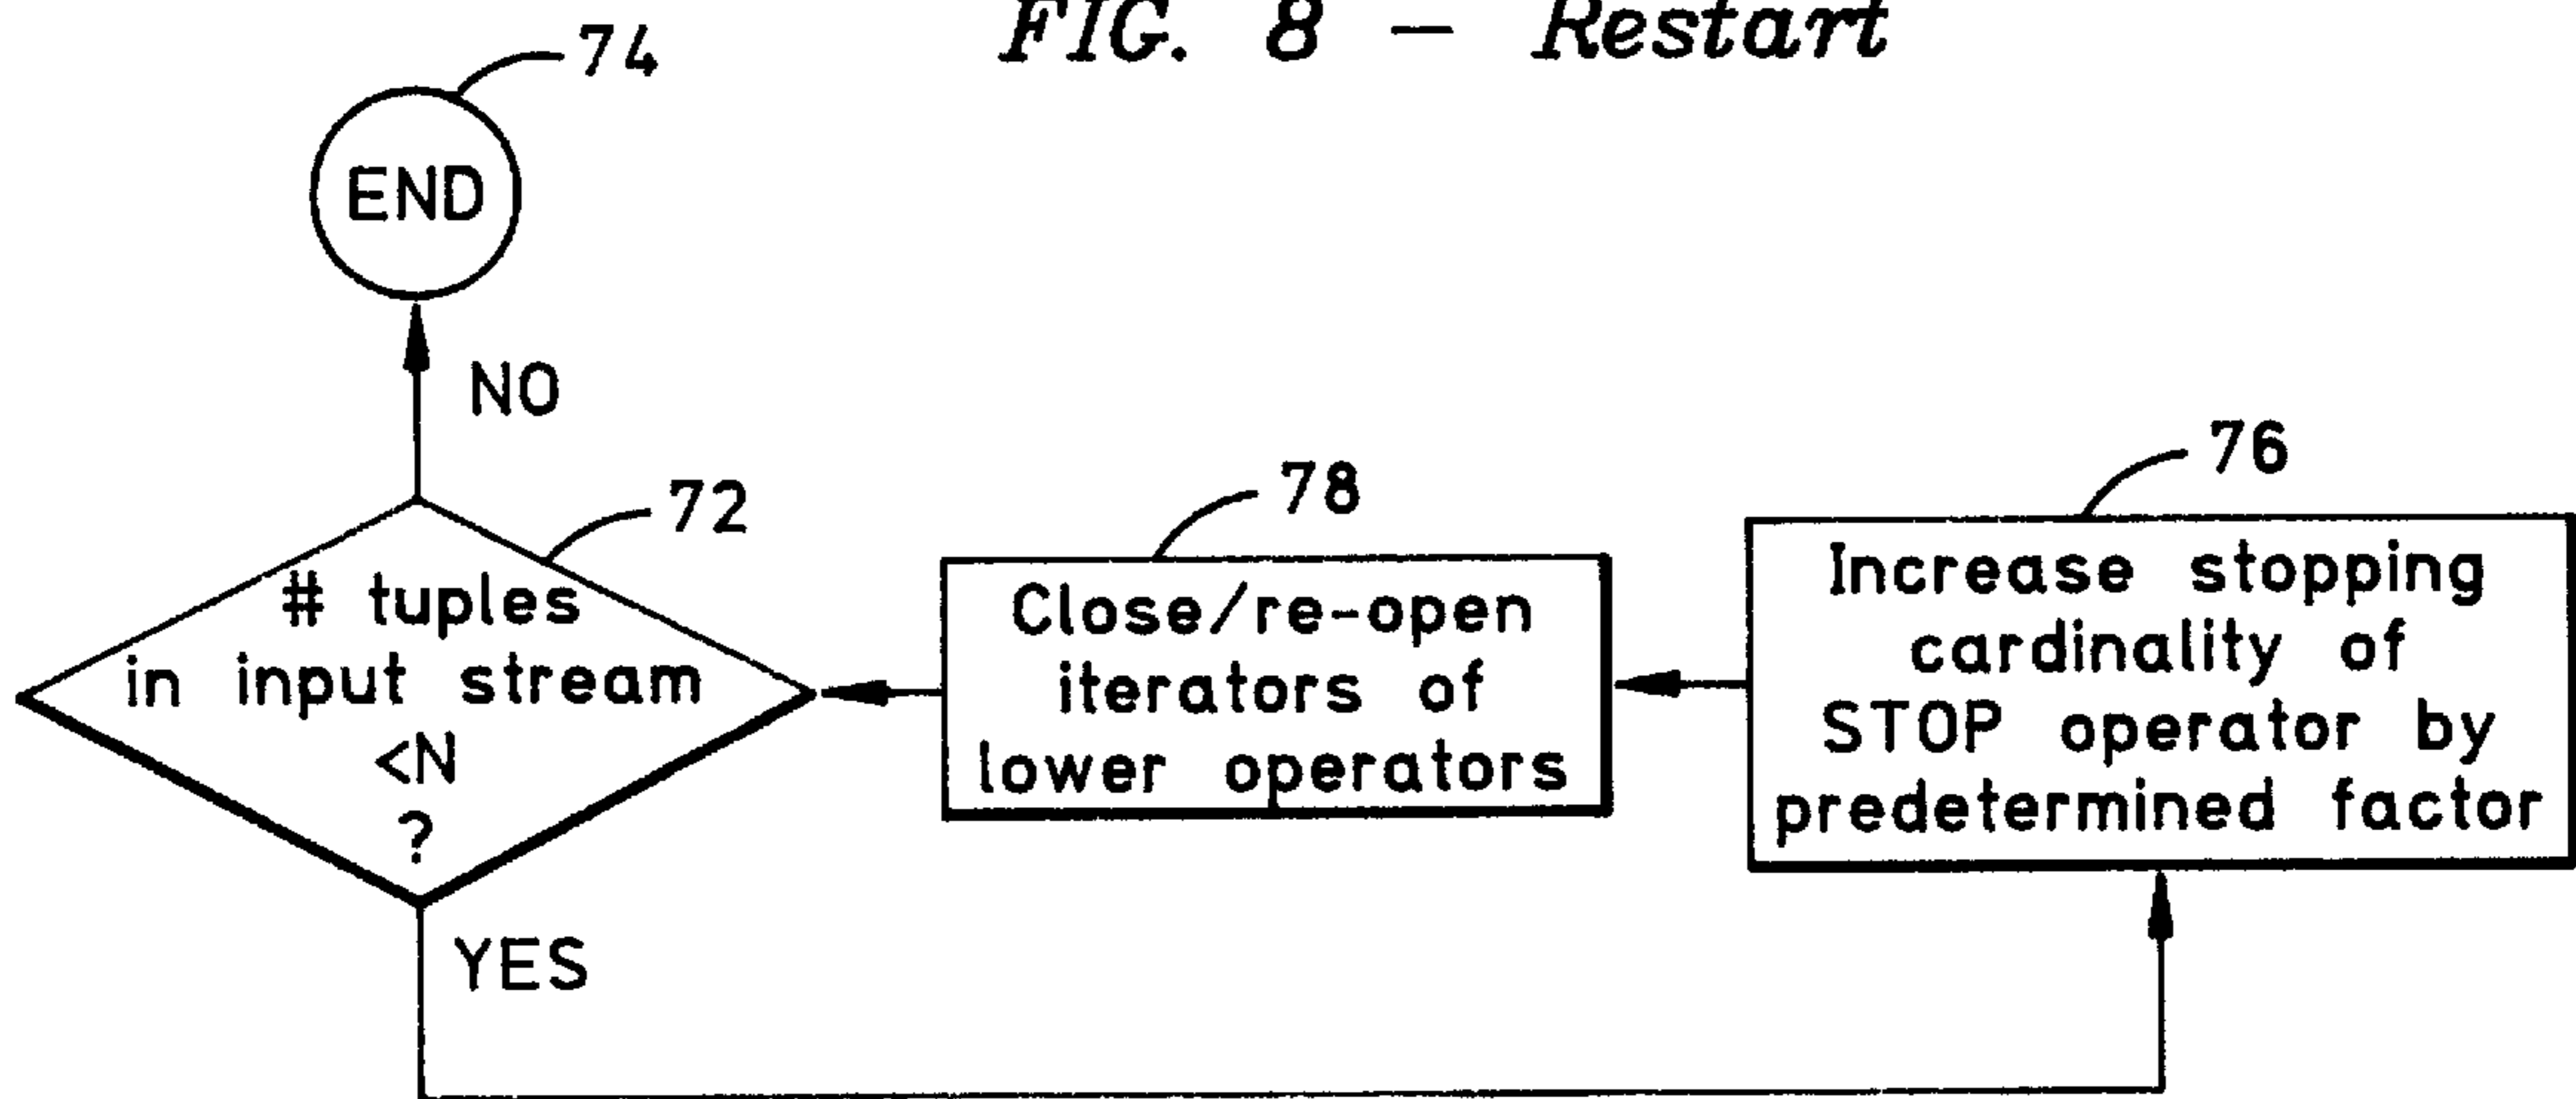 FIG. 8 – Restart
74
END
NO
72
# tuples
in input stream
<N
?
YES
78
Close/re-open
iterators of
lower operators
76
Increase stopping
cardinality of
STOP operator by
predetermined factor